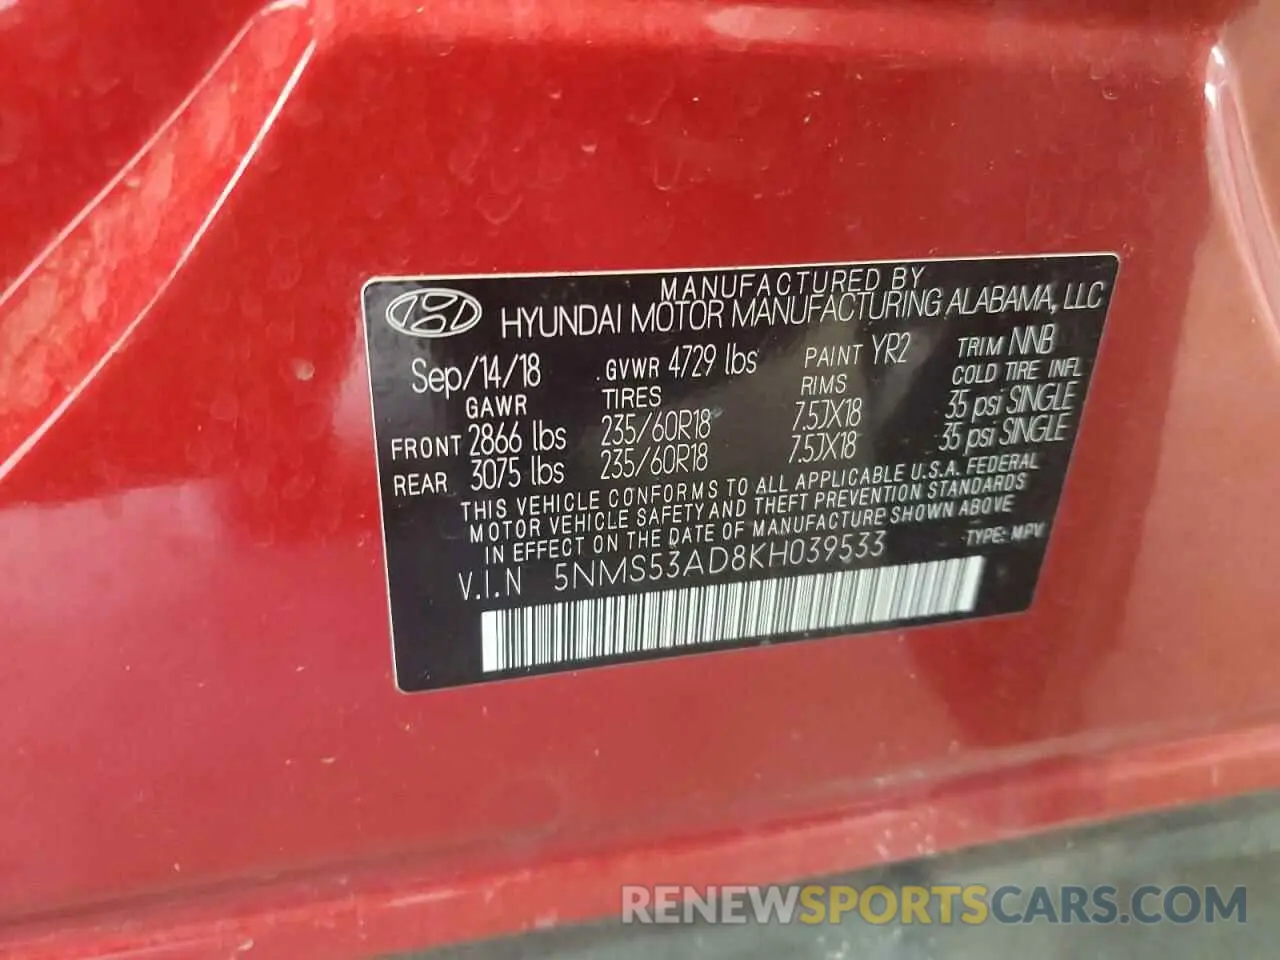 MANUFACTURED BY
HYUNDAI MOTOR MANUFACTURING ALABAMA, LLC
Sep/14/18 GVWR 4729 lbs PAINT YR2 TRIM NNB
GAWR TIRES RIMS COLD TIRE INFL
FRONT 2866 lbs 235/60R18 7.5JX18 35 psi SINGLE
REAR 3075 lbs 235/60R18 7.5JX18 35 psi SINGLE
THIS VEHICLE CONFORMS TO ALL APPLICABLE U.S.A. FEDERAL
MOTOR VEHICLE SAFETY AND THEFT PREVENTION STANDARDS
IN EFFECT ON THE DATE OF MANUFACTURE SHOWN ABOVE
V.I.N 5NMS53AD8KH039533 TYPE: MPV
RENEWSPORTSCARS.COM